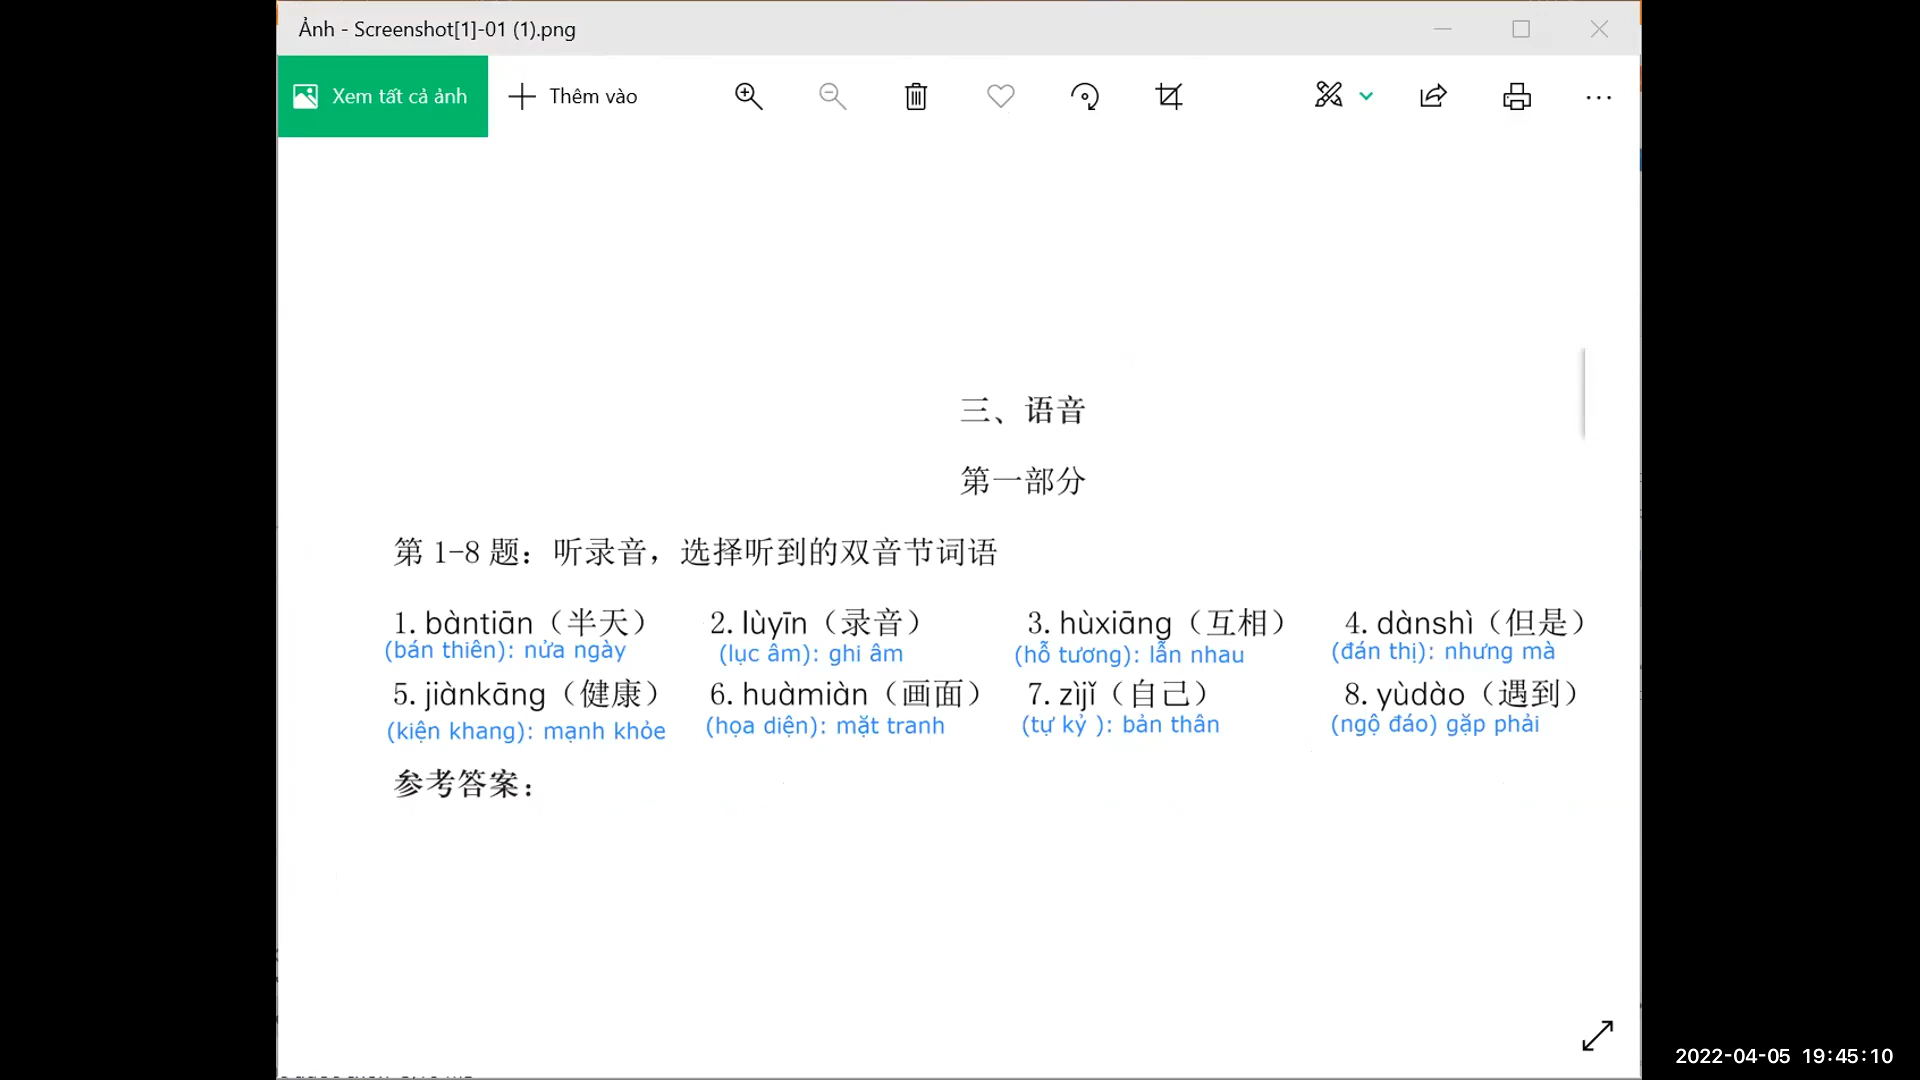 Ảnh - Screenshot[1]-01 (1).png
Xem tất cả ảnh Thêm vào
三、语音
第一部分
第 1-8 题：听录音，选择听到的双音节词语
1. bàntiān（半天） 2. lùyīn（录音） 3. hùxiāng（互相） 4. dànshì（但是）
(bán thiên): nửa ngày (lục âm): ghi âm (hỗ tương): lẫn nhau (đán thị): nhưng mà
5. jiànkāng（健康） 6. huàmiàn（画面） 7. zìjǐ（自己） 8. yùdào（遇到）
(kiện khang): mạnh khỏe (họa diện): mặt tranh (tự kỷ ): bản thân (ngộ đáo) gặp phải
参考答案：
2022-04-05 19:45:10